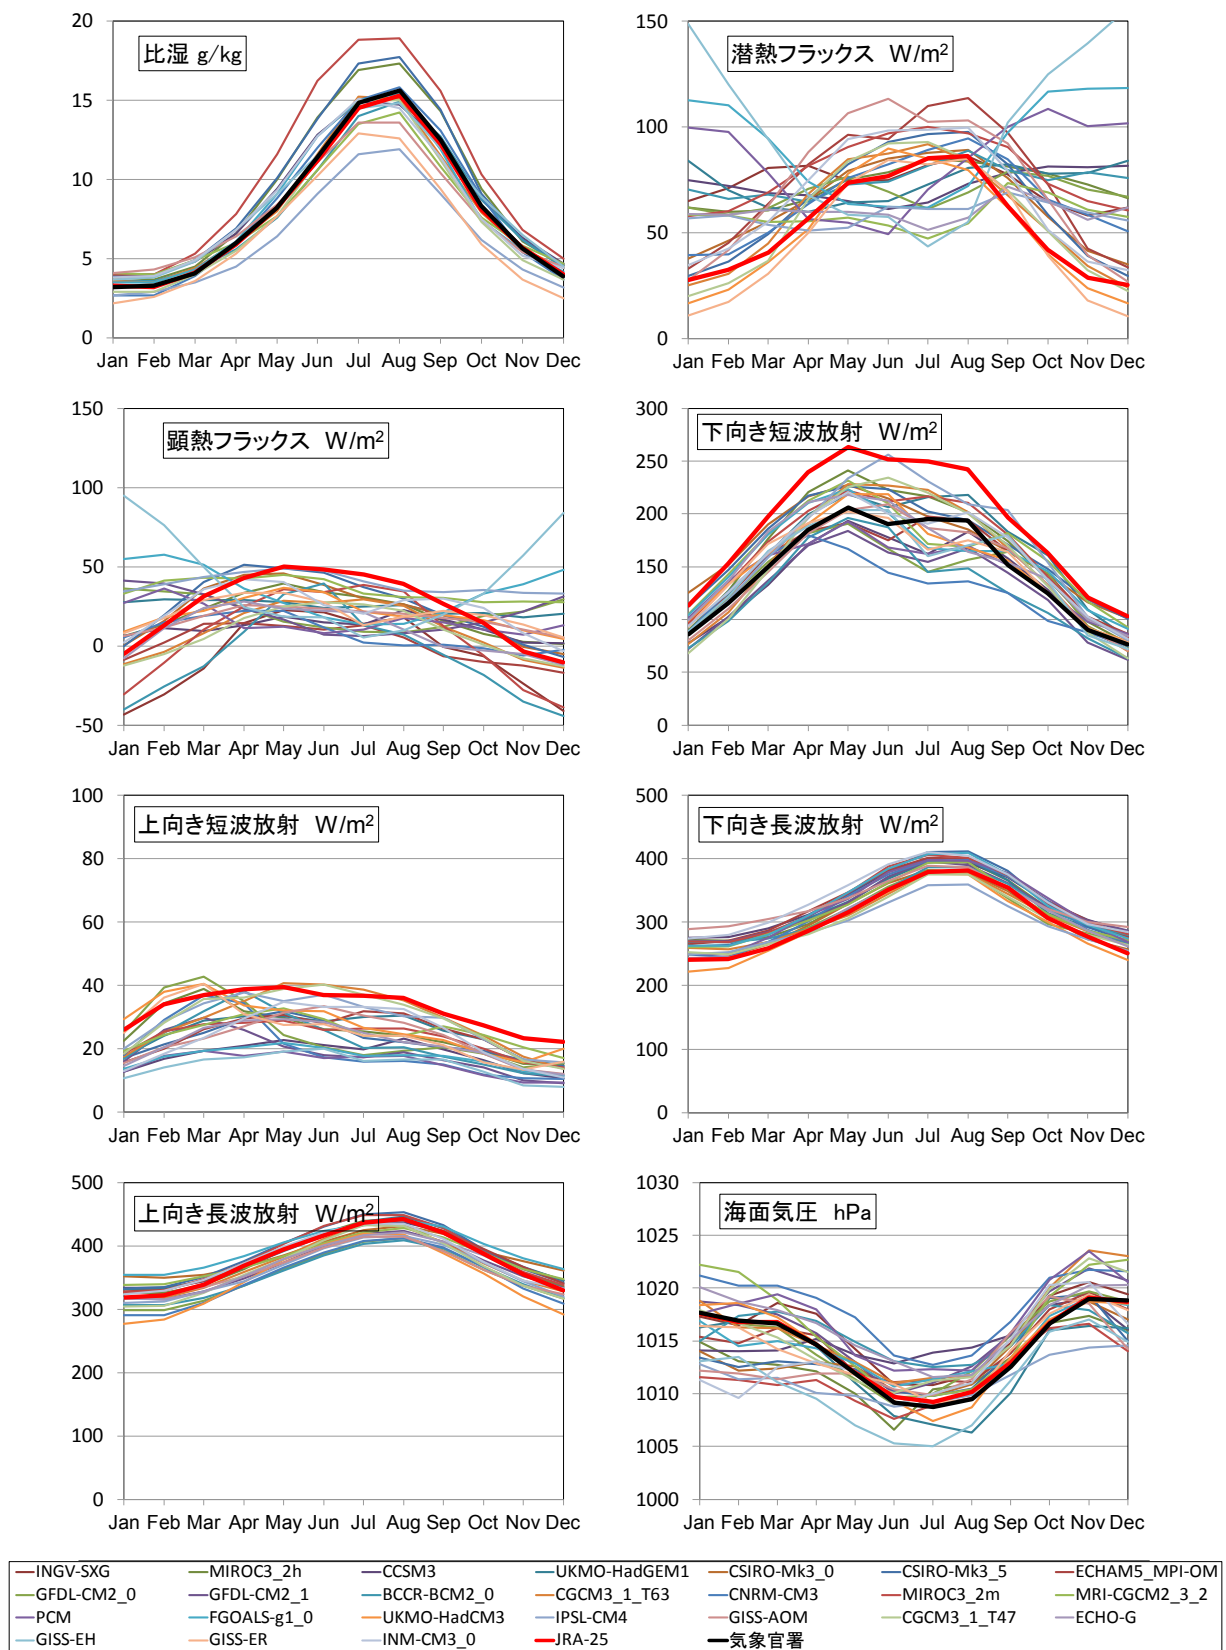 比湿 g/kg
20
15
10
5
0
Jan Feb Mar Apr May Jun Jul Aug Sep Oct Nov Dec
潜熱フラックス W/m²
150
100
50
0
Jan Feb Mar Apr May Jun Jul Aug Sep Oct Nov Dec
顕熱フラックス W/m²
150
100
50
0
-50
Jan Feb Mar Apr May Jun Jul Aug Sep Oct Nov Dec
下向き短波放射 W/m²
300
250
200
150
100
50
0
Jan Feb Mar Apr May Jun Jul Aug Sep Oct Nov Dec
上向き短波放射 W/m²
100
80
60
40
20
0
Jan Feb Mar Apr May Jun Jul Aug Sep Oct Nov Dec
下向き長波放射 W/m²
500
400
300
200
100
0
Jan Feb Mar Apr May Jun Jul Aug Sep Oct Nov Dec
上向き長波放射 W/m²
500
400
300
200
100
0
Jan Feb Mar Apr May Jun Jul Aug Sep Oct Nov Dec
海面気圧 hPa
1030
1025
1020
1015
1010
1005
1000
Jan Feb Mar Apr May Jun Jul Aug Sep Oct Nov Dec
INGV-SXG MIROC3_2h CCSM3 UKMO-HadGEM1 CSIRO-Mk3_0 CSIRO-Mk3_5 ECHAM5_MPI-OM
GFDL-CM2_0 GFDL-CM2_1 BCCR-BCM2_0 CGCM3_1_T63 CNRM-CM3 MIROC3_2m MRI-CGCM2_3_2
PCM FGOALS-g1_0 UKMO-HadCM3 IPSL-CM4 GISS-AOM CGCM3_1_T47 ECHO-G
GISS-EH GISS-ER INM-CM3_0 JRA-25 気象官署